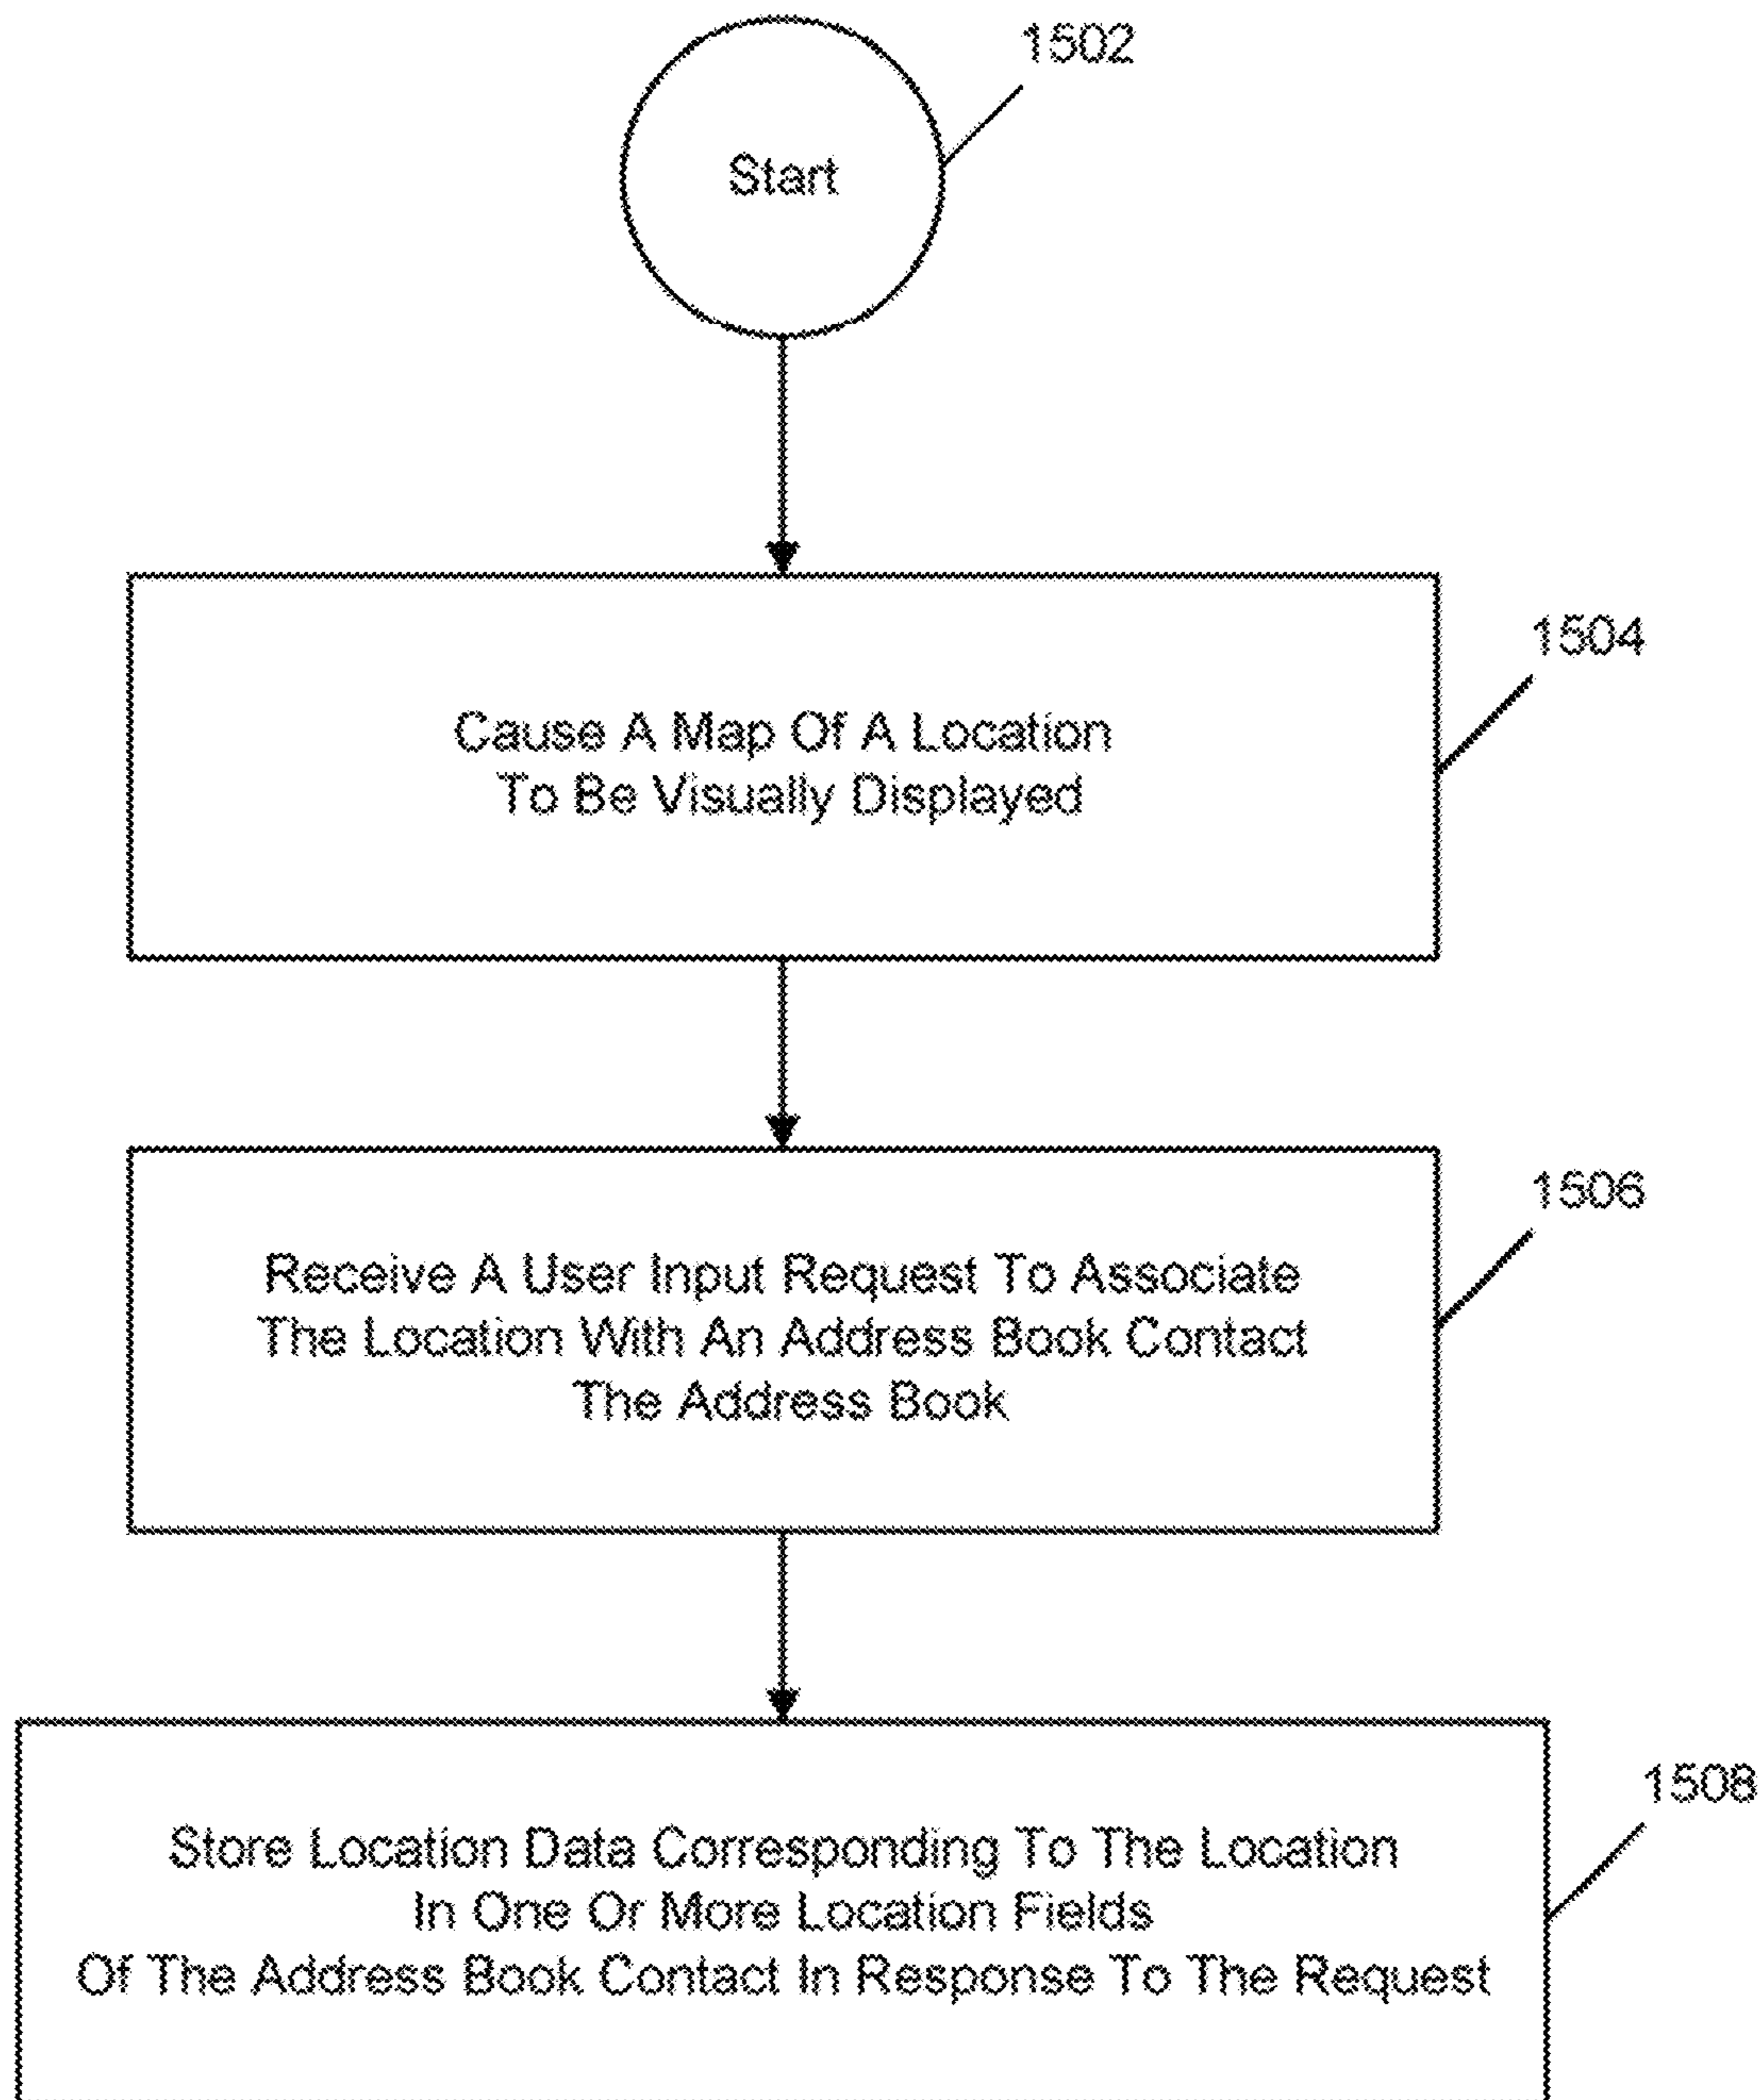 1502
Start
1504
Cause A Map Of A Location
To Be Visually Displayed
1506
Receive A User Input Request To Associate
The Location With An Address Book Contact
The Address Book
1508
Store Location Data Corresponding To The Location
In One Or More Location Fields
Of The Address Book Contact In Response To The Request